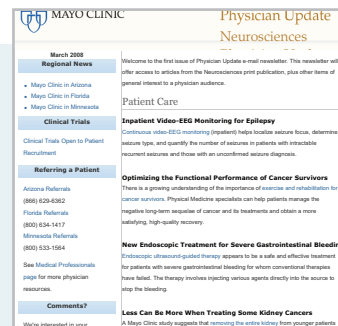 MAYO CLINIC
Physician Update
Neurosciences
March 2008
Regional News
Mayo Clinic in Arizona
Mayo Clinic in Florida
Mayo Clinic in Minnesota
Clinical Trials
Clinical Trials Open to Patient
Recruitment
Referring a Patient
Arizona Referrals
(866) 629-6362
Florida Referrals
(800) 634-1417
Minnesota Referrals
(800) 533-1564
See Medical Professionals
page for more physician
resources.
Comments?
We're interested in your
Welcome to the first issue of Physician Update e-mail newsletter. This newsletter will
offer access to articles from the Neurosciences print publication, plus other items of
general interest to a physician audience.
Patient Care
Inpatient Video-EEG Monitoring for Epilepsy
Continuous video-EEG monitoring (inpatient) helps localize seizure focus, determine
seizure type, and quantify the number of seizures in patients with intractable
recurrent seizures and those with an unconfirmed seizure diagnosis.
Optimizing the Functional Performance of Cancer Survivors
There is a growing understanding of the importance of exercise and rehabilitation for
cancer survivors. Physical Medicine specialists can help patients manage the
negative long-term sequelae of cancer and its treatments and obtain a more
satisfying, high-quality recovery.
New Endoscopic Treatment for Severe Gastrointestinal Bleedin
Endoscopic ultrasound-guided therapy appears to be a safe and effective treatment
for patients with severe gastrointestinal bleeding for whom conventional therapies
have failed. The therapy involves injecting various agents directly into the source to
stop the bleeding.
Less Can Be More When Treating Some Kidney Cancers
A Mayo Clinic study suggests that removing the entire kidney from younger patients